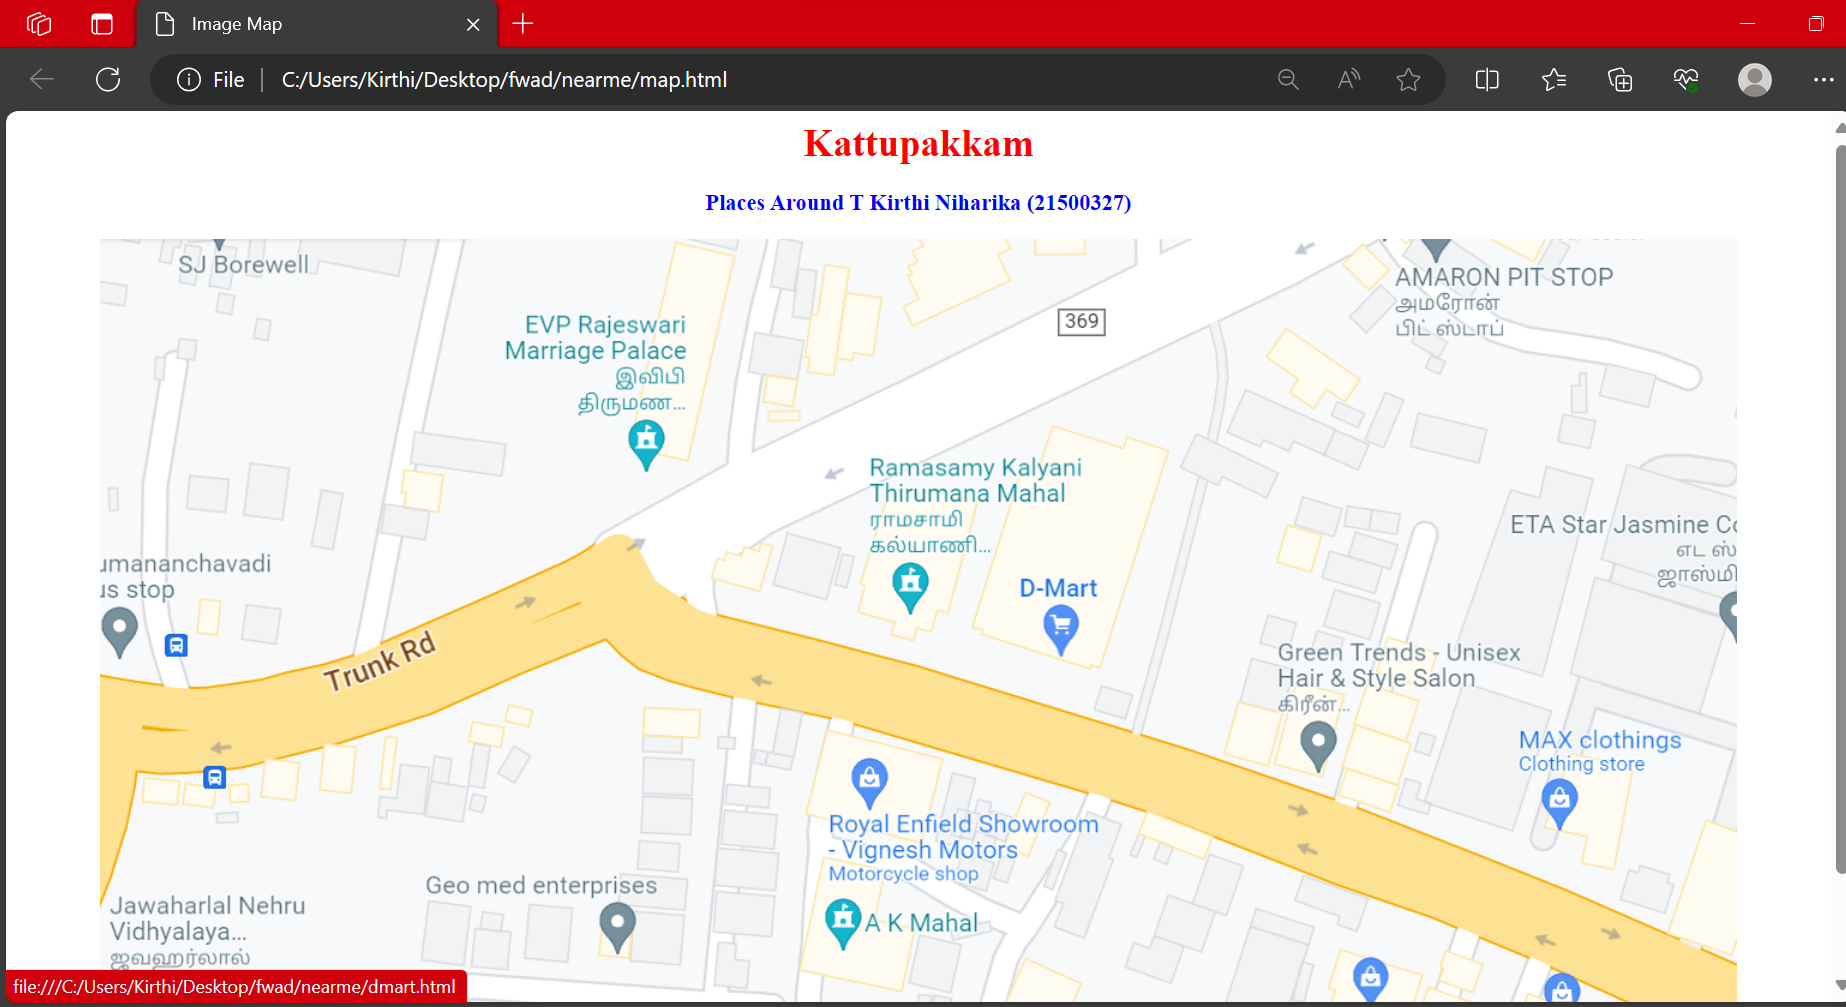 Image Map
File
C:/Users/Kirthi/Desktop/fwad/nearme/map.html
Kattupakkam
Places Around T Kirthi Niharika (21500327)
SJ Borewell
AMARON PIT STOP
அமரோன்
பிட் ஸ்டாப்
369
EVP Rajeswari
Marriage Palace
இவிபி
திருமண...
Ramasamy Kalyani
Thirumana Mahal
ராமசாமி
கல்யாணி...
ETA Star Jasmine Co
எட ஸ்
ஜாஸ்மி
umananchavadi
us stop
D-Mart
Trunk Rd
Green Trends - Unisex
Hair & Style Salon
கிரீன்...
MAX clothings
Clothing store
Royal Enfield Showroom
- Vignesh Motors
Motorcycle shop
Geo med enterprises
Jawaharlal Nehru
Vidhyalaya...
ஜவஹர்லால்
A K Mahal
file:///C:/Users/Kirthi/Desktop/fwad/nearme/dmart.html